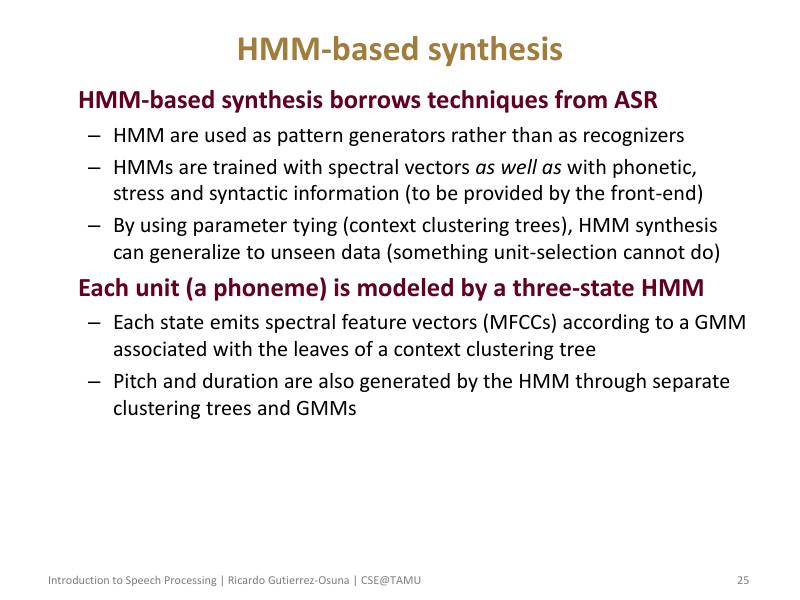 HMM-based synthesis
HMM-based synthesis borrows techniques from ASR
– HMM are used as pattern generators rather than as recognizers
– HMMs are trained with spectral vectors as well as with phonetic,
stress and syntactic information (to be provided by the front-end)
– By using parameter tying (context clustering trees), HMM synthesis
can generalize to unseen data (something unit-selection cannot do)
Each unit (a phoneme) is modeled by a three-state HMM
– Each state emits spectral feature vectors (MFCCs) according to a GMM
associated with the leaves of a context clustering tree
– Pitch and duration are also generated by the HMM through separate
clustering trees and GMMs
Introduction to Speech Processing | Ricardo Gutierrez-Osuna | CSE@TAMU 25